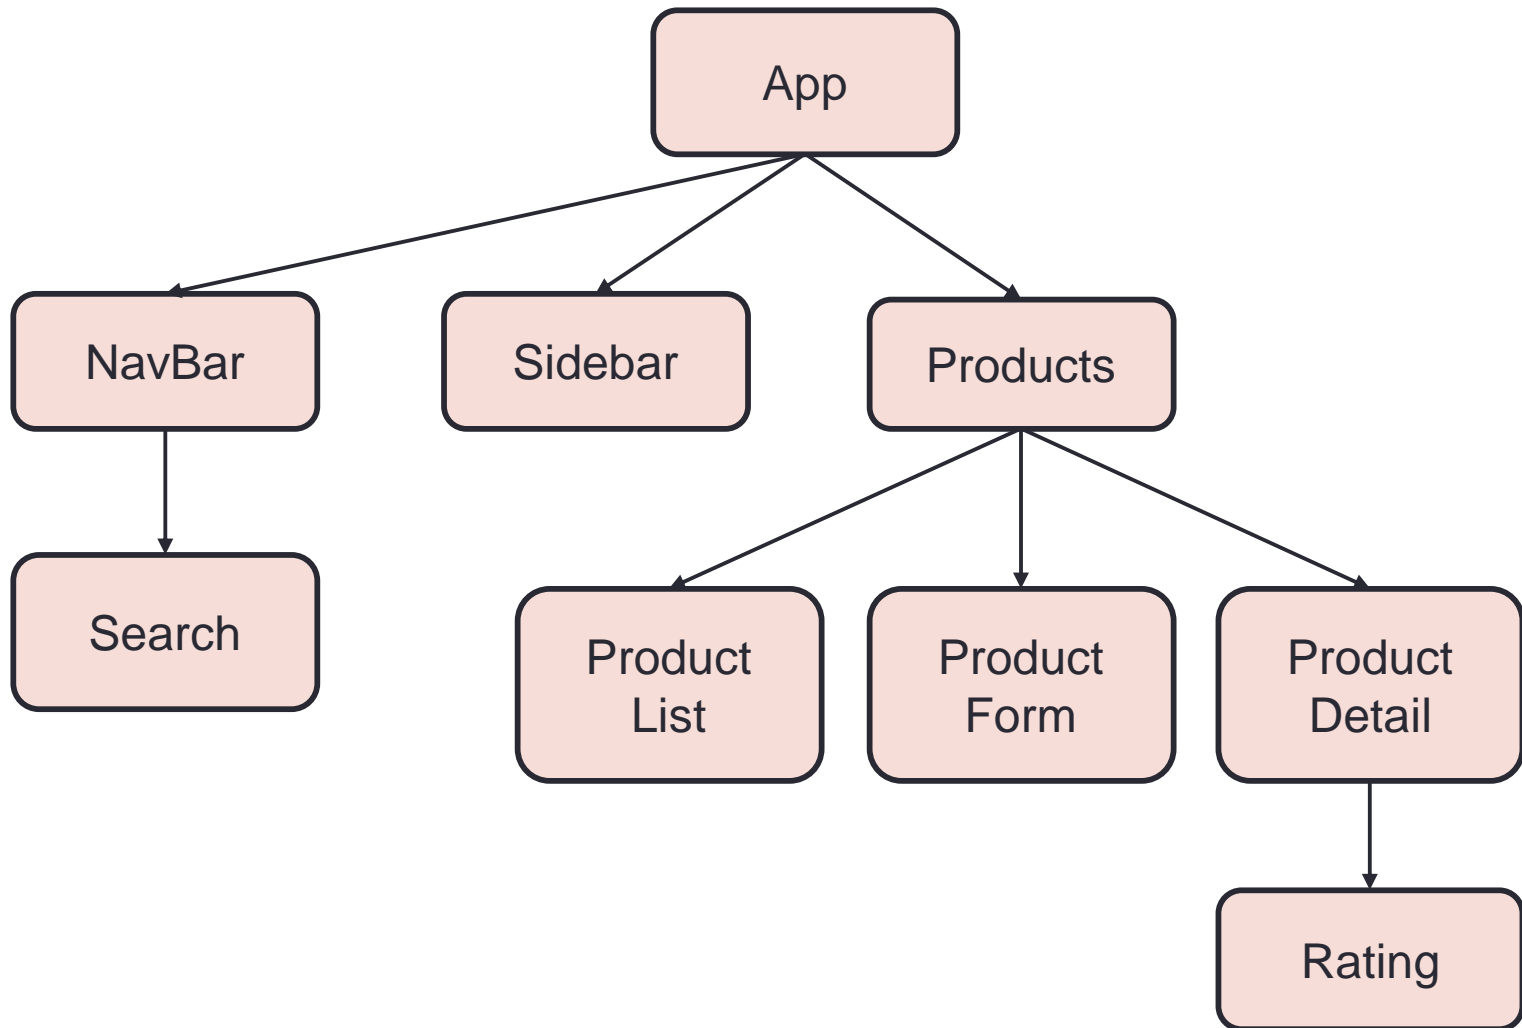 App
NavBar
Sidebar
Products
Search
Product
List
Product
Form
Product
Detail
Rating